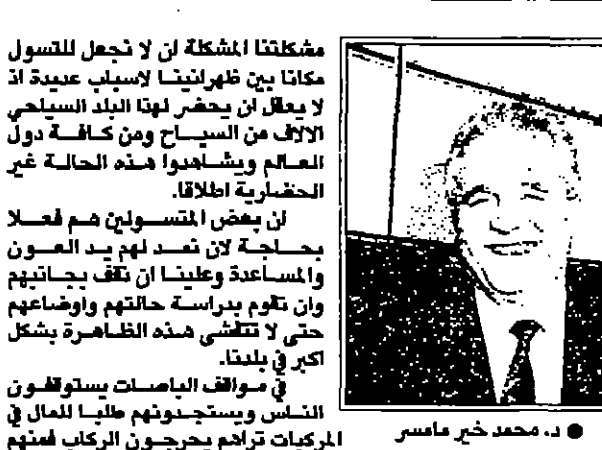 مشكلتنا المشكلة ان لا نجعل للتسول
مكانا بين ظهرانينا لاسباب عديدة اذ
لا يعقل ان يحضر لهذا البلد السياحي
الالاف من السياح ومن كافة دول
العالم ويشاهدوا هذه الحالة غير
الحضارية اطلاقا.
ان بعض المتسولين هم فعلا
بحاجة لان نمد لهم يد العون
والمساعدة وعلينا ان نقف بجانبهم
وان نقوم بدراسة حالتهم واوضاعهم
حتى لا تتفشى هذه الظاهرة بشكل
اكبر في بلدنا.
في مواقف الباصات يستوقفون
الناس ويستجدونهم طلبا للمال في
المركبات تراهم يحرجون الركاب فمنهم
● د. محمد خير مامسر